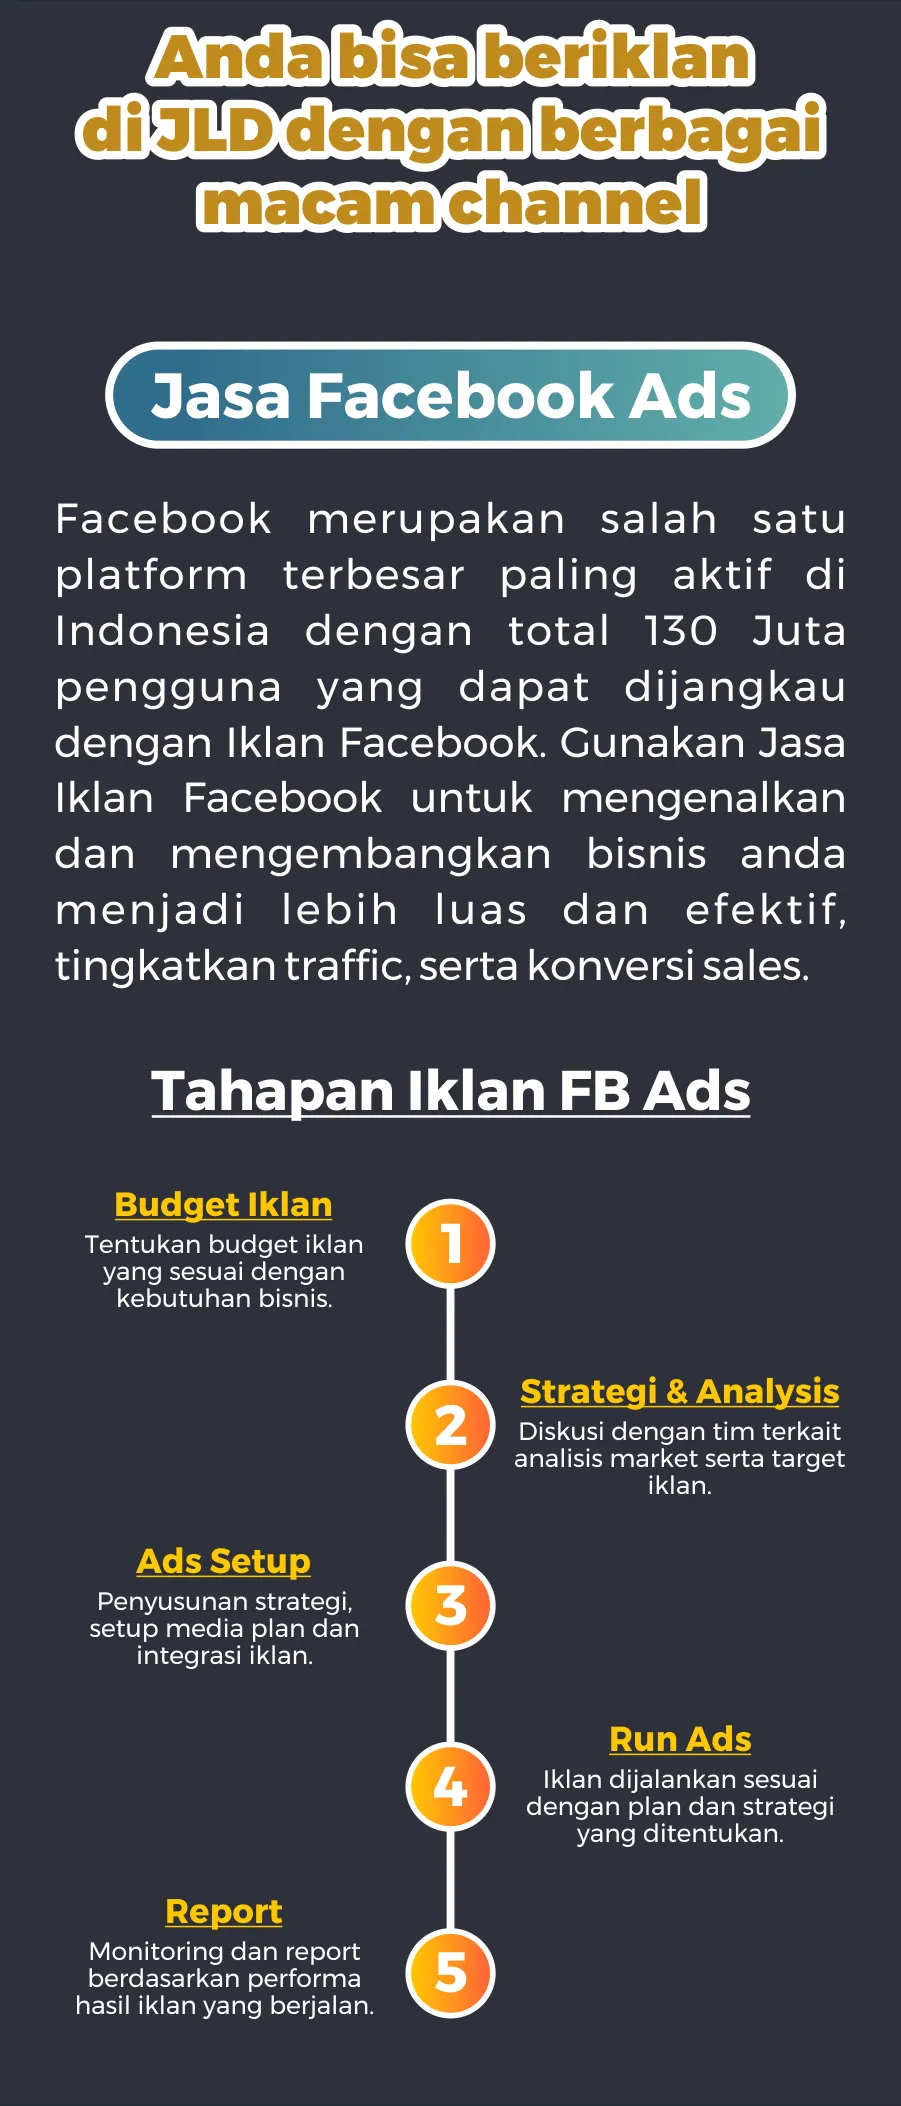 Anda bisa beriklan
di JLD dengan berbagai
macam channel
Jasa Facebook Ads
Facebook merupakan salah satu
platform terbesar paling aktif di
Indonesia dengan total 130 Juta
pengguna yang dapat dijangkau
dengan Iklan Facebook. Gunakan Jasa
Iklan Facebook untuk mengenalkan
dan mengembangkan bisnis anda
menjadi lebih luas dan efektif,
tingkatkan traffic, serta konversi sales.
Tahapan Iklan FB Ads
Budget Iklan
Tentukan budget iklan
yang sesuai dengan
kebutuhan bisnis.
1
Strategi & Analysis
Diskusi dengan tim terkait
analisis market serta target
iklan.
2
Ads Setup
Penyusunan strategi,
setup media plan dan
integrasi iklan.
3
Run Ads
Iklan dijalankan sesuai
dengan plan dan strategi
yang ditentukan.
4
Report
Monitoring dan report
berdasarkan performa
hasil iklan yang berjalan.
5